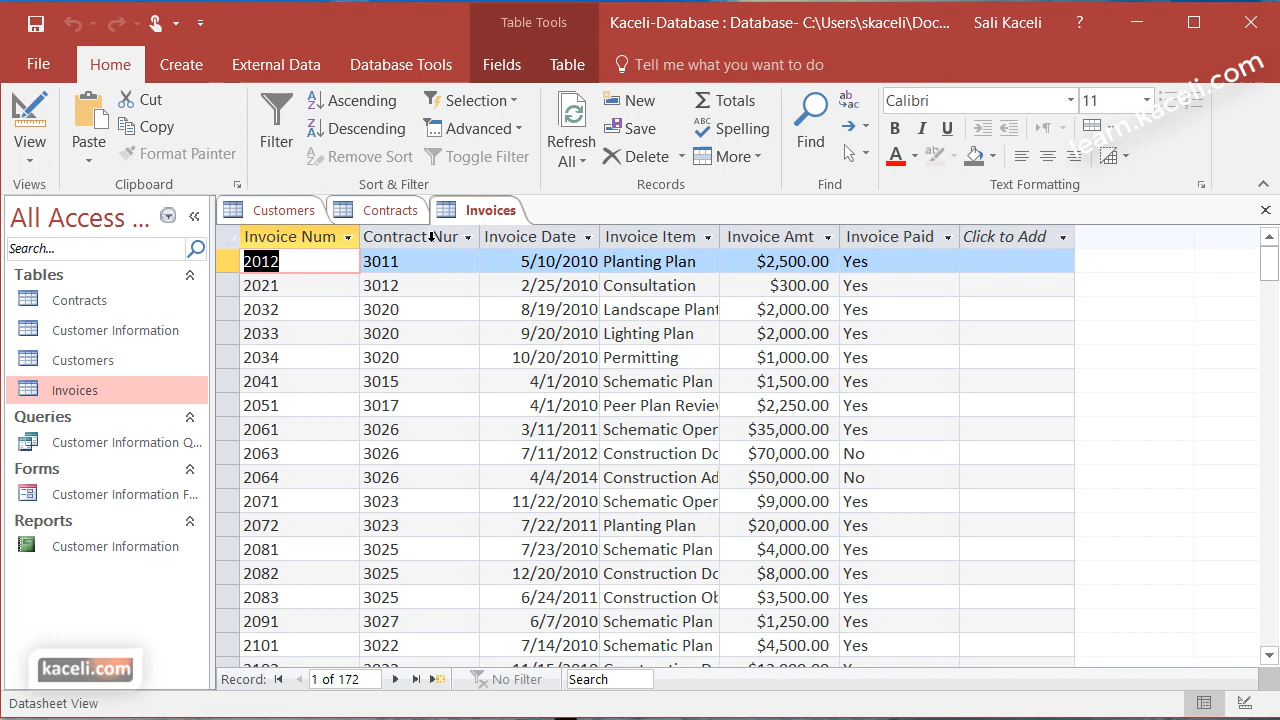 Table Tools
Kaceli-Database : Database- C:\Users\skaceli\Doc...
Sali Kaceli
?
File
Home
Create
External Data
Database Tools
Fields
Table
Tell me what you want to do
learn.kaceli.com
View
Views
Paste
Cut
Copy
Format Painter
Clipboard
Filter
Ascending
Descending
Remove Sort
Selection
Advanced
Toggle Filter
Sort & Filter
Refresh
All
New
Save
Delete
Totals
Spelling
More
Records
Find
Find
Calibri
11
B I U
A
Text Formatting
All Access ...
Search...
Tables
Contracts
Customer Information
Customers
Invoices
Queries
Customer Information Q...
Forms
Customer Information F...
Reports
Customer Information
Customers
Contracts
Invoices
Invoice Num Contract Nur Invoice Date Invoice Item Invoice Amt Invoice Paid Click to Add
2012 3011 5/10/2010 Planting Plan $2,500.00 Yes
2021 3012 2/25/2010 Consultation $300.00 Yes
2032 3020 8/19/2010 Landscape Plant $2,000.00 Yes
2033 3020 9/20/2010 Lighting Plan $2,000.00 Yes
2034 3020 10/20/2010 Permitting $1,000.00 Yes
2041 3015 4/1/2010 Schematic Plan $1,500.00 Yes
2051 3017 4/1/2010 Peer Plan Review $2,250.00 Yes
2061 3026 3/11/2011 Schematic Oper $35,000.00 Yes
2063 3026 7/11/2012 Construction Do $70,000.00 No
2064 3026 4/4/2014 Construction Ad $50,000.00 No
2071 3023 11/22/2010 Schematic Oper $9,000.00 Yes
2072 3023 7/22/2011 Planting Plan $20,000.00 Yes
2081 3025 7/23/2010 Schematic Plan $4,000.00 Yes
2082 3025 12/20/2010 Construction Do $8,000.00 Yes
2083 3025 6/24/2011 Construction Ob $3,500.00 Yes
2091 3027 6/7/2010 Schematic Plan $1,250.00 Yes
2101 3022 7/14/2010 Schematic Plan $4,500.00 Yes
kaceli.com
Record: 1 of 172 No Filter Search
Datasheet View